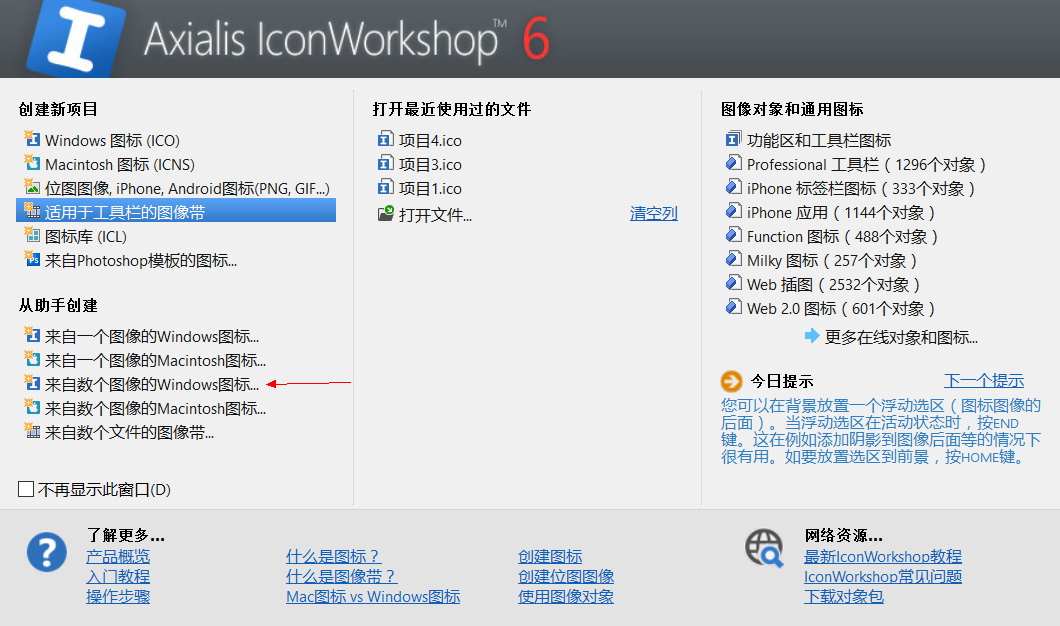 Axialis IconWorkshop™ 6
创建新项目
Windows 图标 (ICO)
Macintosh 图标 (ICNS)
位图图像, iPhone, Android图标(PNG, GIF...)
适用于工具栏的图像带
图标库 (ICL)
来自Photoshop模板的图标...
从助手创建
来自一个图像的Windows图标...
来自一个图像的Macintosh图标...
来自数个图像的Windows图标...
来自数个图像的Macintosh图标...
来自数个文件的图像带...
不再显示此窗口(D)
打开最近使用过的文件
项目4.ico
项目3.ico
项目1.ico
打开文件...
清空列
图像对象和通用图标
功能区和工具栏图标
Professional 工具栏（1296个对象）
iPhone 标签栏图标（333个对象）
iPhone 应用（1144个对象）
Function 图标（488个对象）
Milky 图标（257个对象）
Web 插图（2532个对象）
Web 2.0 图标（601个对象）
更多在线对象和图标...
今日提示
下一个提示
您可以在背景放置一个浮动选区（图标图像的
后面）。当浮动选区在活动状态时，按END
键。这在例如添加阴影到图像后面等的情况下
很有用。如要放置选区到前景，按HOME键。
了解更多...
产品概览
入门教程
操作步骤
什么是图标？
什么是图像带？
Mac图标 vs Windows图标
创建图标
创建位图图像
使用图像对象
网络资源...
最新IconWorkshop教程
IconWorkshop常见问题
下载对象包